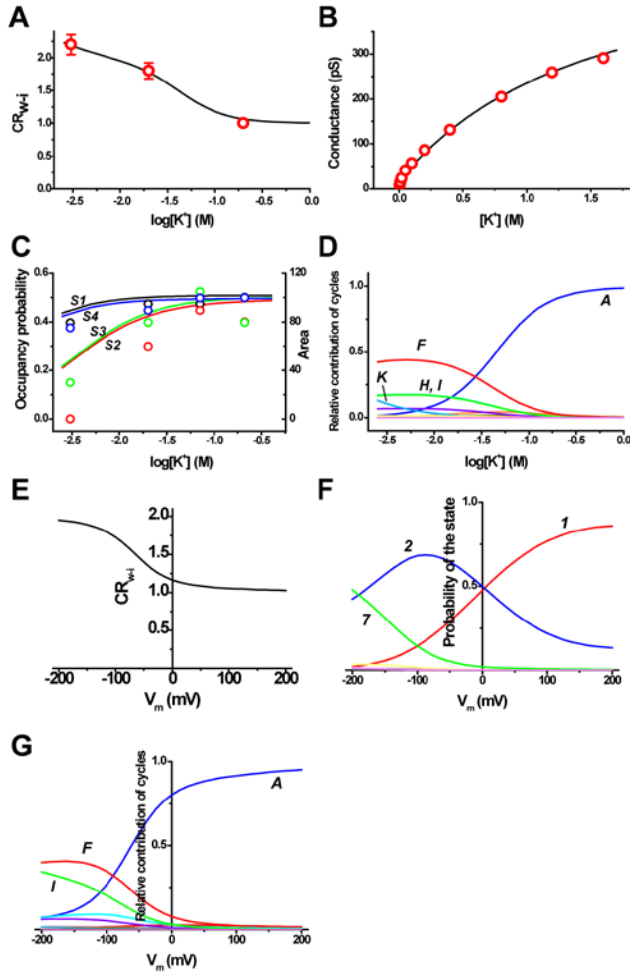 A
CR_w-i
2.0
1.5
1.0
0.5
0.0
-2.5 -2.0 -1.5 -1.0 -0.5 0.0
log[K⁺] (M)
B
Conductance (pS)
300
200
100
0
0.0 0.5 1.0 1.5
[K⁺] (M)
C
Occupancy probability
0.6
0.4
0.2
0.0
S1
S4
S3
S2
120
80
40
0
Area
-2.5 -2.0 -1.5 -1.0 -0.5 0.0
log[K⁺] (M)
D
Relative contribution of cycles
1.0
0.5
0.0
A
F
K
H, I
-2.5 -2.0 -1.5 -1.0 -0.5 0.0
log[K⁺] (M)
E
CR_w-i
2.0
1.5
1.0
0.5
-200 -100 0 100 200
V_m (mV)
F
Probability of the state
1.0
0.5
1
2
7
-200 -100 0 100 200
V_m (mV)
G
Relative contribution of cycles
1.0
0.5
A
F
I
-200 -100 0 100 200
V_m (mV)